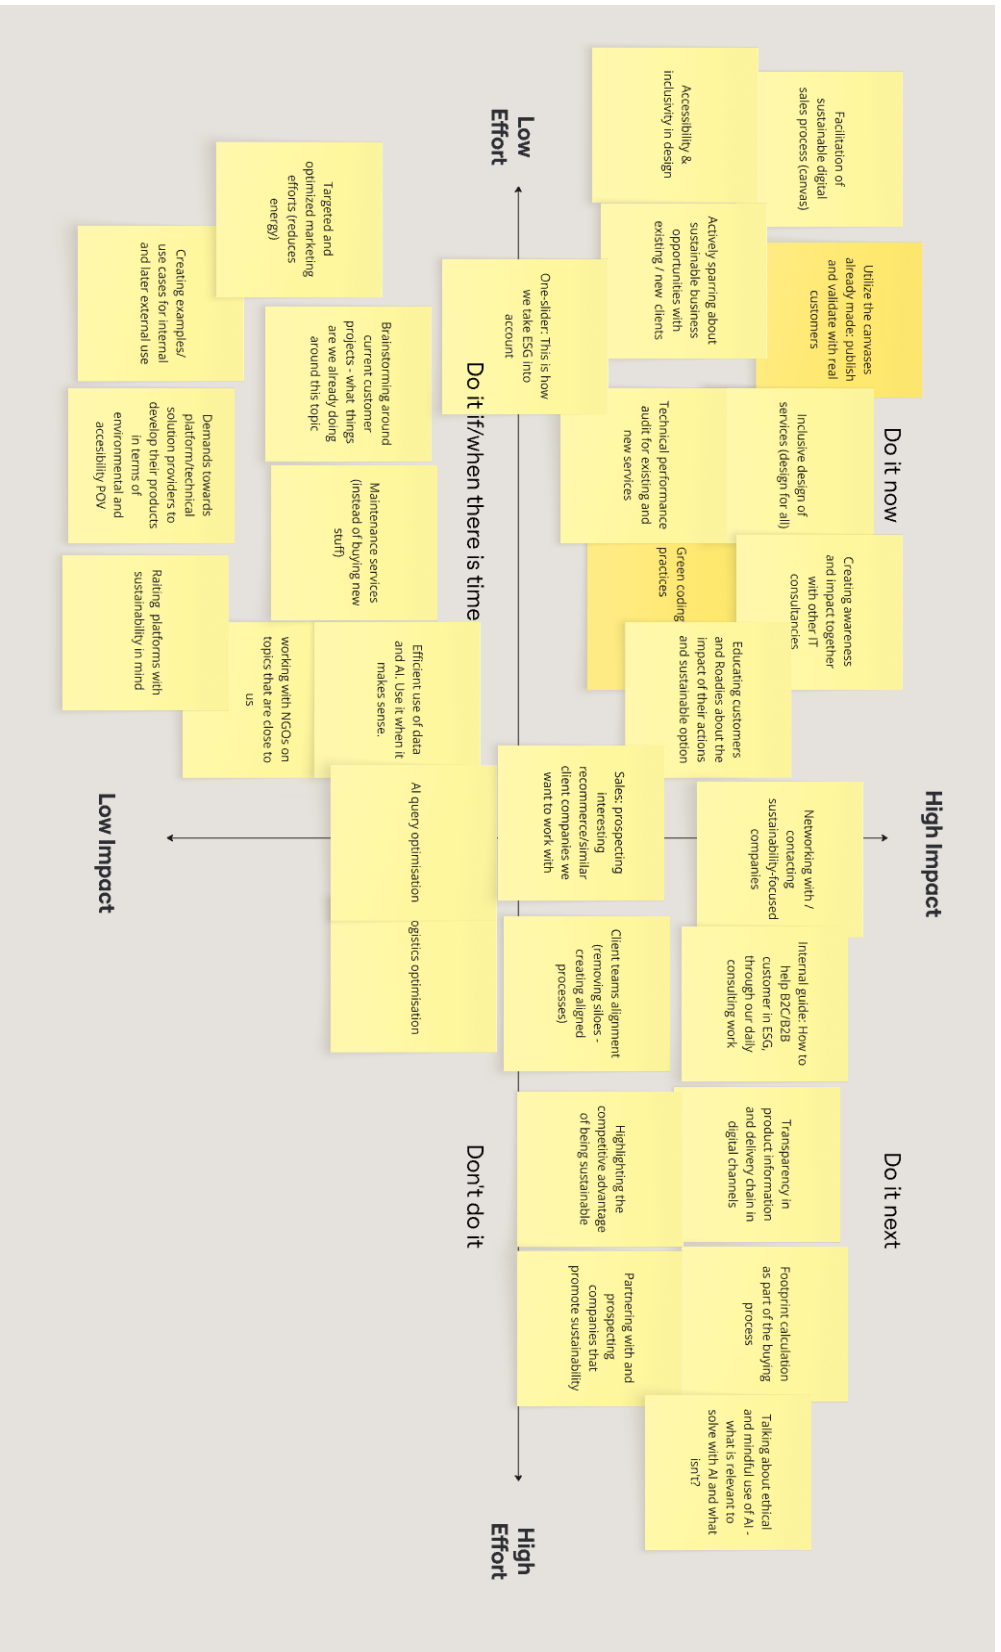 High Impact
Do it now
Do it next
Facilitation of
sustainable digital
sales process (canvas)
Utilize the canvases
already made: publish
and validate with real
customers
Inclusive design of
services (design for all)
Creating awareness
and impact together
with other IT
consultancies
Accessibility &
inclusivity in design
Actively sparring about
sustainable business
opportunities with
existing / new clients
Technical performance
audit for existing and
new services
Green coding
practices
Educating customers
and Roadies about the
impact of their actions
and sustainable option
One-slider: This is how
we take ESG into
account
Networking with /
contacting
sustainability-focused
companies
Internal guide: How to
help B2C/B2B
customer in ESG,
through our daily
consulting work
Transparency in
product information
and delivery chain in
digital channels
Footprint calculation
as part of the buying
process
Talking about ethical
and mindful use of AI -
what is relevant to
solve with AI and what
isn't?
Sales: prospecting
interesting
recommerce/similar
client companies we
want to work with
Client teams alignment
(removing siloes -
creating aligned
processes)
Highlighting the
competitive advantage
of being sustainable
Partnering with and
prospecting
companies that
promote sustainability
Low
Effort
High
Effort
Do it if/when there is time
Don't do it
Targeted and
optimized marketing
efforts (reduces
energy)
Brainstorming around
current customer
projects - what things
are we already doing
around this topic
Maintenance services
(instead of buying new
stuff)
Efficient use of data
and AI. Use it when it
makes sense.
AI query optimisation
ogistics optimisation
Creating examples/
use cases for internal
and later external use
Demands towards
platform/technical
solution providers to
develop their products
in terms of
environmental and
accesibility POV
working with NGOs on
topics that are close to
us
Raiting platforms with
sustainability in mind
Low Impact